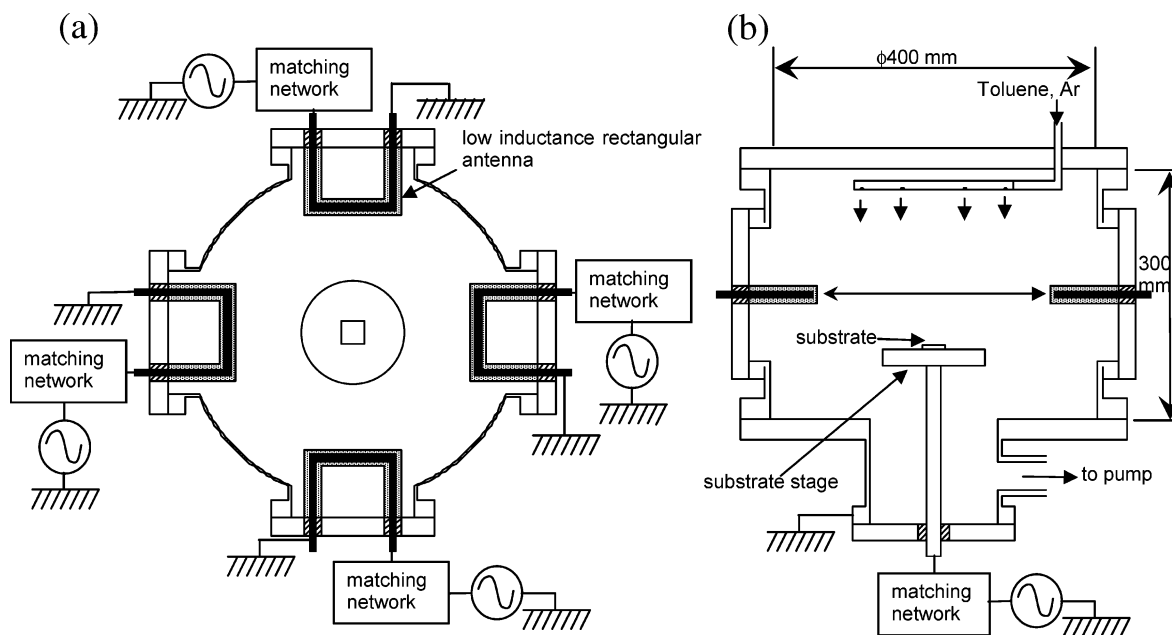 (a)
matching
network
low inductance rectangular
antenna
matching
network
matching
network
matching
network
(b)
ϕ400 mm
Toluene, Ar
300
mm
substrate
substrate stage
to pump
matching
network